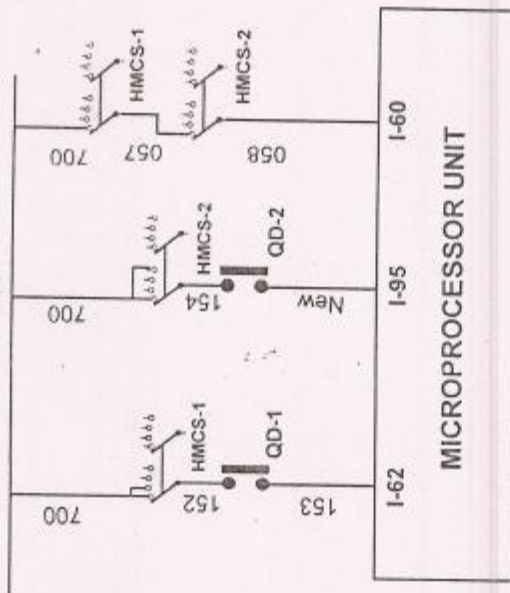 700
HMCS-1
057
HMCS-2
058
I-60
700
HMCS-2
154
QD-2
New
I-95
700
HMCS-1
152
QD-1
153
I-62
MICROPROCESSOR UNIT